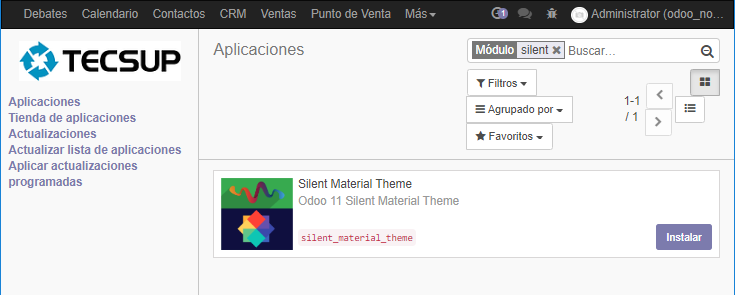 Debates Calendario Contactos CRM Ventas Punto de Venta Más 1 Administrator (odoo_no...
TECSUP
Aplicaciones
Tienda de aplicaciones
Actualizaciones
Actualizar lista de aplicaciones
Aplicar actualizaciones
programadas
Aplicaciones
Módulo silent Buscar...
Filtros
Agrupado por
Favoritos
1-1
/ 1
Silent Material Theme
Odoo 11 Silent Material Theme
silent_material_theme
Instalar